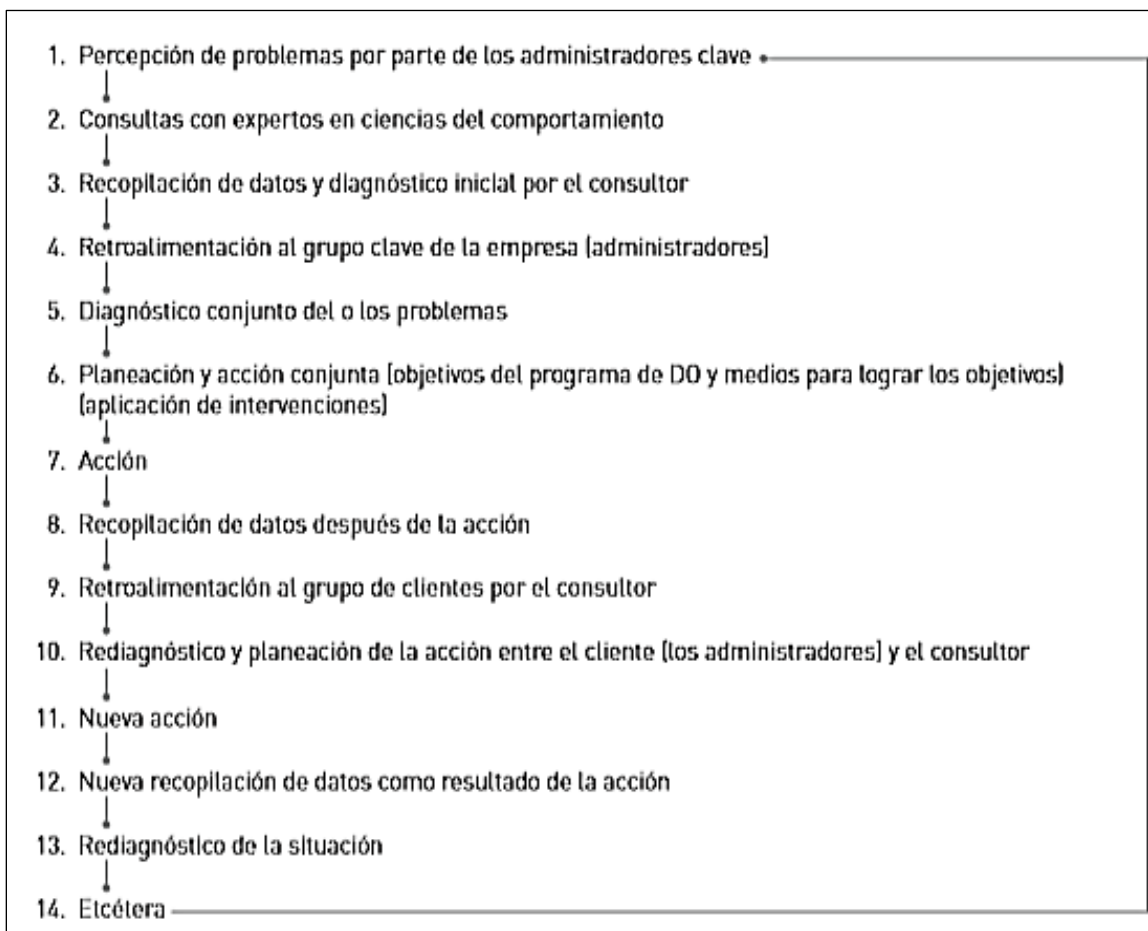 1. Percepción de problemas por parte de los administradores clave
2. Consultas con expertos en ciencias del comportamiento
3. Recopilación de datos y diagnóstico inicial por el consultor
4. Retroalimentación al grupo clave de la empresa (administradores)
5. Diagnóstico conjunto del o los problemas
6. Planeación y acción conjunta (objetivos del programa de DO y medios para lograr los objetivos)
(aplicación de intervenciones)
7. Acción
8. Recopilación de datos después de la acción
9. Retroalimentación al grupo de clientes por el consultor
10. Rediagnóstico y planeación de la acción entre el cliente (los administradores) y el consultor
11. Nueva acción
12. Nueva recopilación de datos como resultado de la acción
13. Rediagnóstico de la situación
14. Etcétera